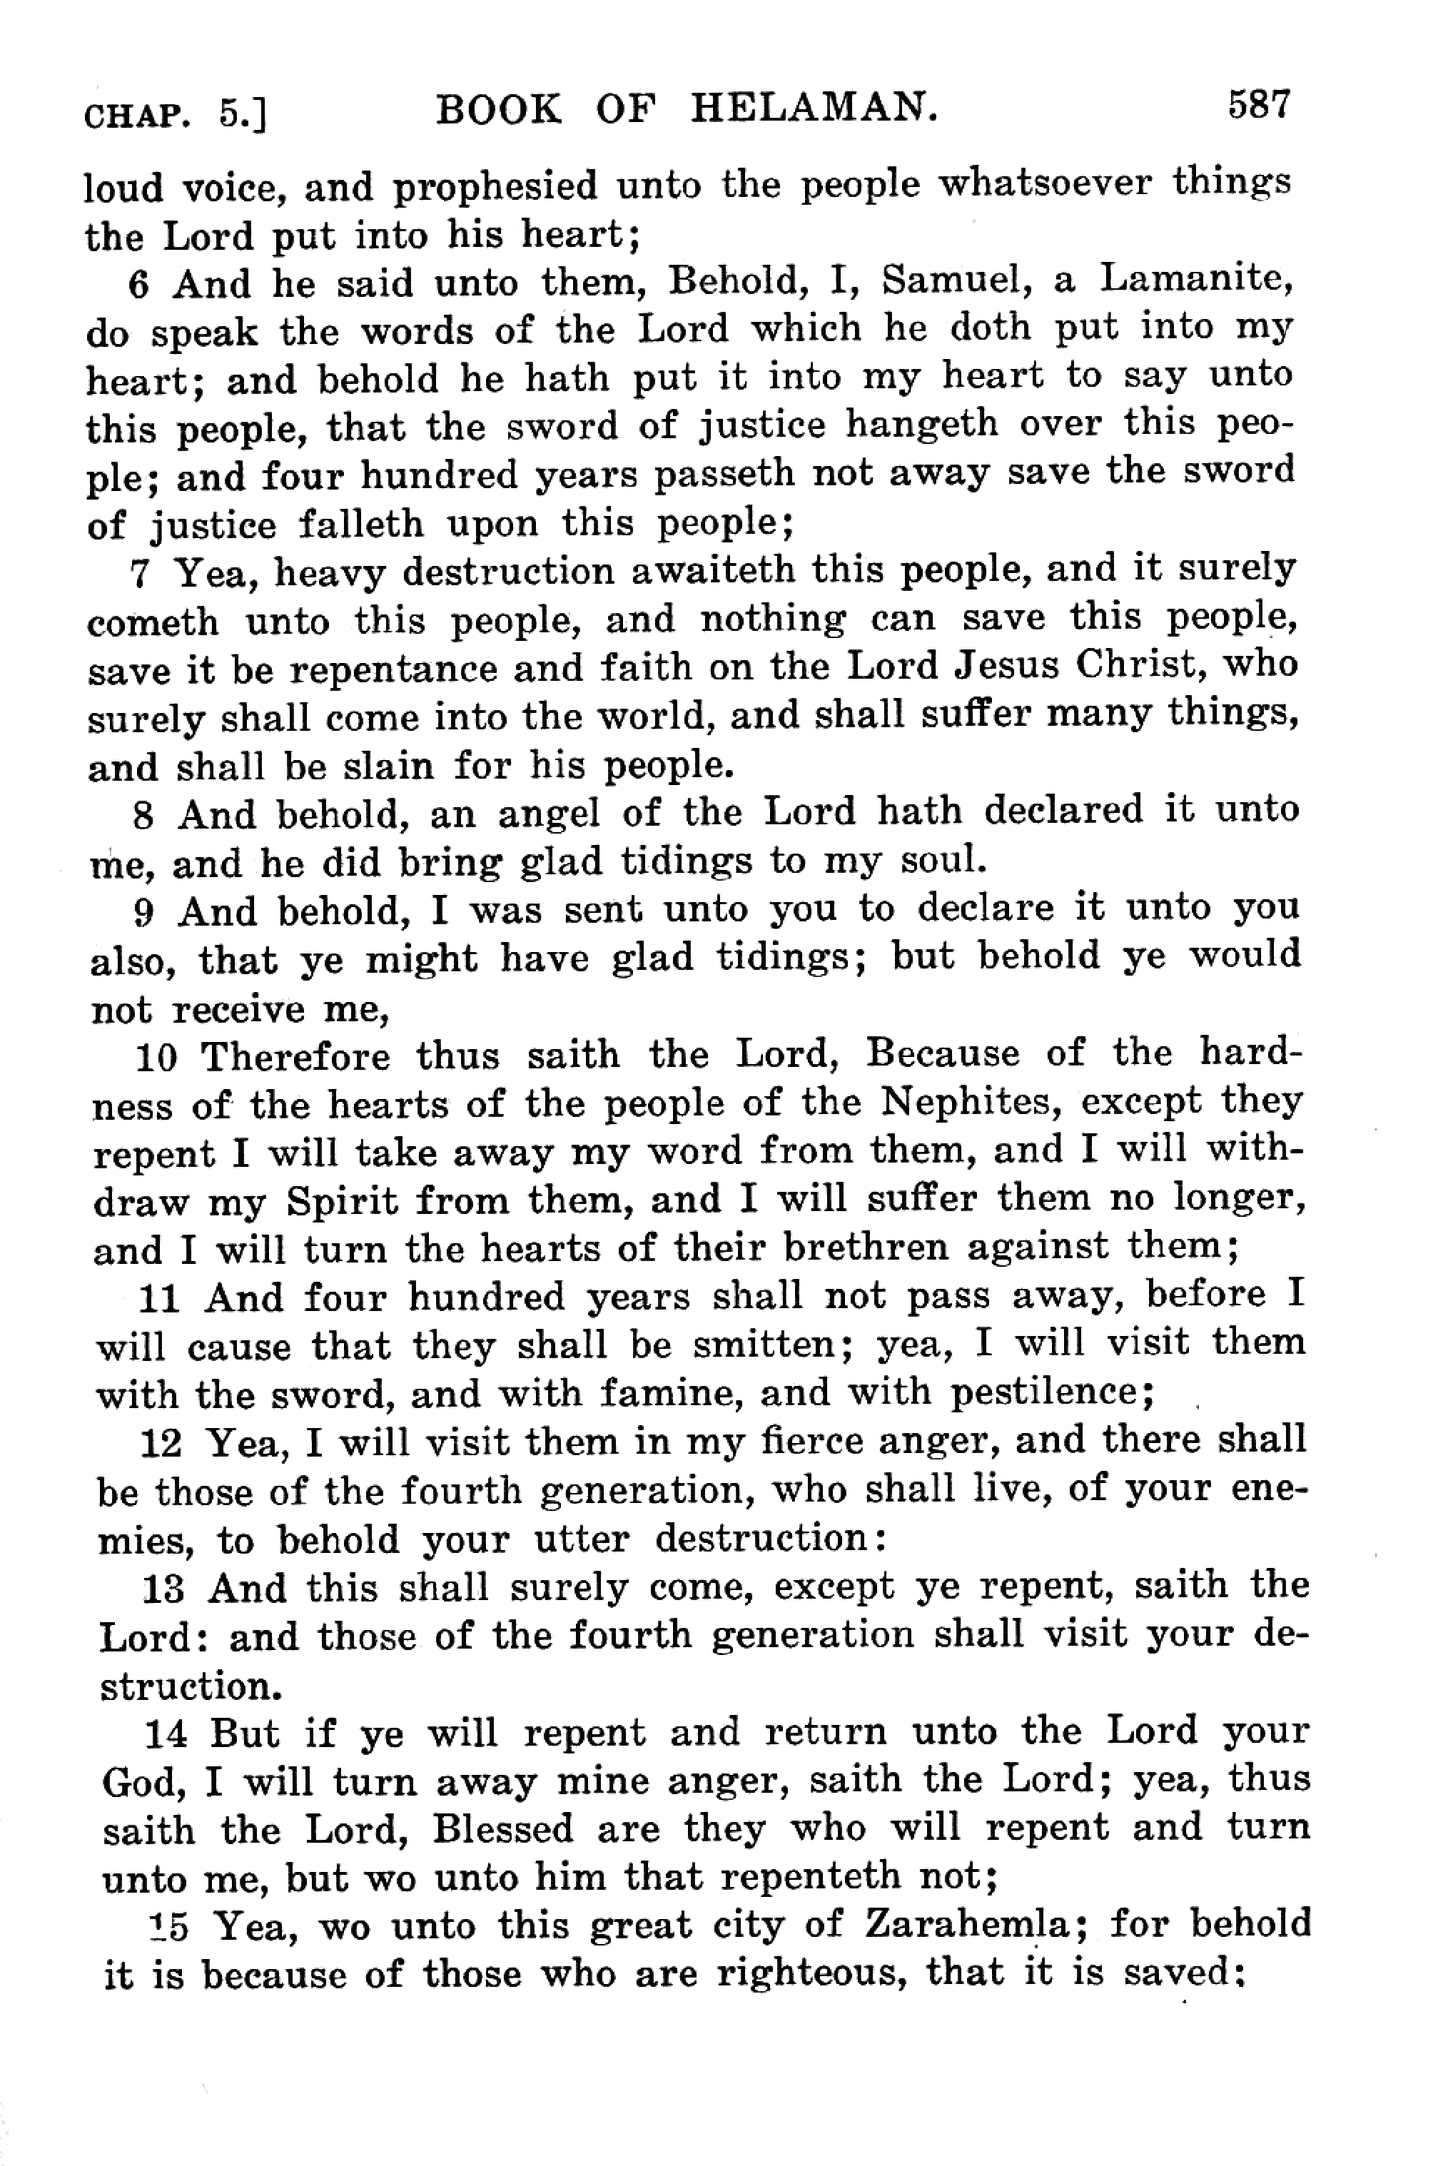 CHAP. 5.] BOOK OF HELAMAN. 587
loud voice, and prophesied unto the people whatsoever things
the Lord put into his heart;
6 And he said unto them, Behold, I, Samuel, a Lamanite,
do speak the words of the Lord which he doth put into my
heart; and behold he hath put it into my heart to say unto
this people, that the sword of justice hangeth over this peo-
ple; and four hundred years passeth not away save the sword
of justice falleth upon this people;
7 Yea, heavy destruction awaiteth this people, and it surely
cometh unto this people, and nothing can save this people,
save it be repentance and faith on the Lord Jesus Christ, who
surely shall come into the world, and shall suffer many things,
and shall be slain for his people.
8 And behold, an angel of the Lord hath declared it unto
me, and he did bring glad tidings to my soul.
9 And behold, I was sent unto you to declare it unto you
also, that ye might have glad tidings; but behold ye would
not receive me,
10 Therefore thus saith the Lord, Because of the hard-
ness of the hearts of the people of the Nephites, except they
repent I will take away my word from them, and I will with-
draw my Spirit from them, and I will suffer them no longer,
and I will turn the hearts of their brethren against them;
11 And four hundred years shall not pass away, before I
will cause that they shall be smitten; yea, I will visit them
with the sword, and with famine, and with pestilence;
12 Yea, I will visit them in my fierce anger, and there shall
be those of the fourth generation, who shall live, of your ene-
mies, to behold your utter destruction:
13 And this shall surely come, except ye repent, saith the
Lord: and those of the fourth generation shall visit your de-
struction.
14 But if ye will repent and return unto the Lord your
God, I will turn away mine anger, saith the Lord; yea, thus
saith the Lord, Blessed are they who will repent and turn
unto me, but wo unto him that repenteth not;
15 Yea, wo unto this great city of Zarahemla; for behold
it is because of those who are righteous, that it is saved: